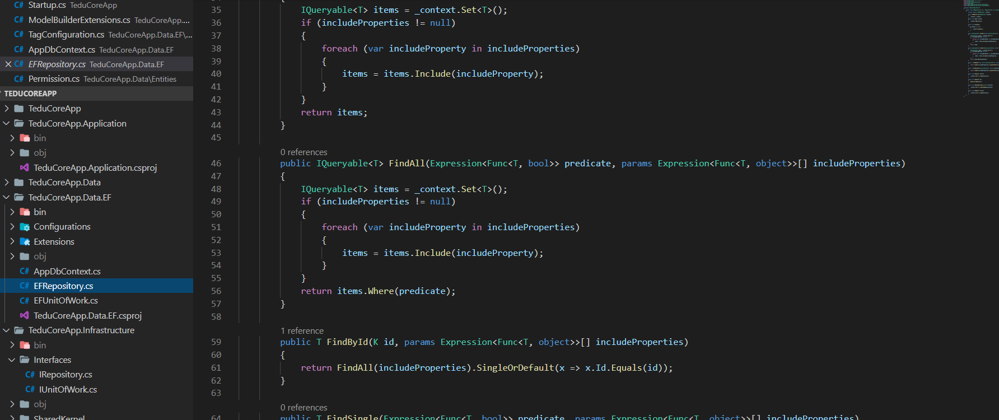 Startup.cs TeduCoreApp
ModelBuilderExtensions.cs TeduCoreApp....
TagConfiguration.cs TeduCoreApp.Data.EF\...
AppDbContext.cs TeduCoreApp.Data.EF
EFRepository.cs TeduCoreApp.Data.EF
Permission.cs TeduCoreApp.Data\Entities
TEDUCOREAPP
TeduCoreApp
TeduCoreApp.Application
bin
obj
TeduCoreApp.Application.csproj
TeduCoreApp.Data
TeduCoreApp.Data.EF
bin
Configurations
Extensions
obj
AppDbContext.cs
EFRepository.cs
EFUnitOfWork.cs
TeduCoreApp.Data.EF.csproj
TeduCoreApp.Infrastructure
bin
Interfaces
IRepository.cs
IUnitOfWork.cs
obj
SharedKernel
35 IQueryable<T> items = _context.Set<T>();
36 if (includeProperties != null)
37 {
38 foreach (var includeProperty in includeProperties)
39 {
40 items = items.Include(includeProperty);
41 }
42 }
43 return items;
44 }
45
0 references
46 public IQueryable<T> FindAll(Expression<Func<T, bool>> predicate, params Expression<Func<T, object>>[] includeProperties)
47 {
48 IQueryable<T> items = _context.Set<T>();
49 if (includeProperties != null)
50 {
51 foreach (var includeProperty in includeProperties)
52 {
53 items = items.Include(includeProperty);
54 }
55 }
56 return items.Where(predicate);
57 }
58
1 reference
59 public T FindById(K id, params Expression<Func<T, object>>[] includeProperties)
60 {
61 return FindAll(includeProperties).SingleOrDefault(x => x.Id.Equals(id));
62 }
63
0 references
64 public T FindSingle(Expression<Func<T, bool>> predicate, params Expression<Func<T, object>>[] includeProperties)